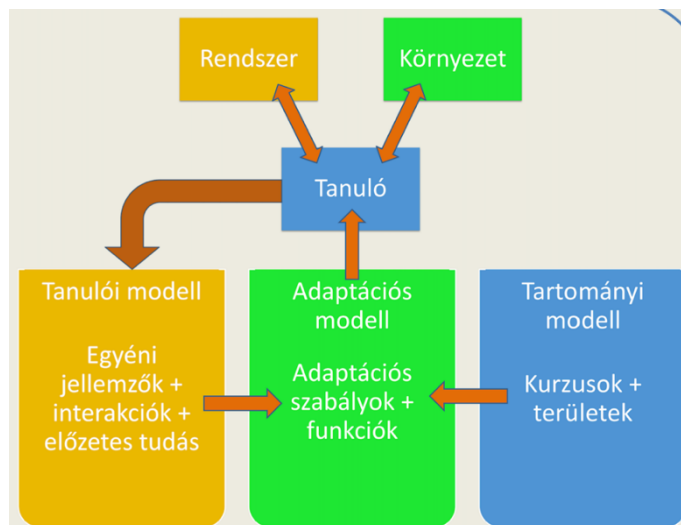 Rendszer
Környezet
Tanuló
Tanulói modell
Egyéni
jellemzők +
interakciók +
előzetes tudás
Adaptációs
modell
Adaptációs
szabályok +
funkciók
Tartományi
modell
Kurzusok +
területek